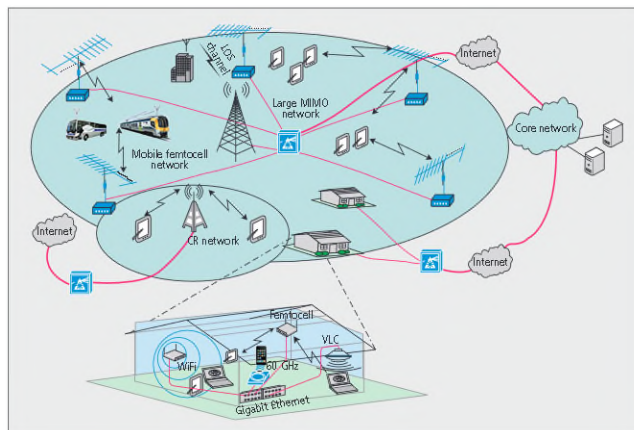 LOS
channel
Internet
Large MIMO
network
Core network
Mobile femtocell
network
Internet
CR network
Internet
Femtocell
VLC
WiFi
60 GHz
Gigabit Ethernet